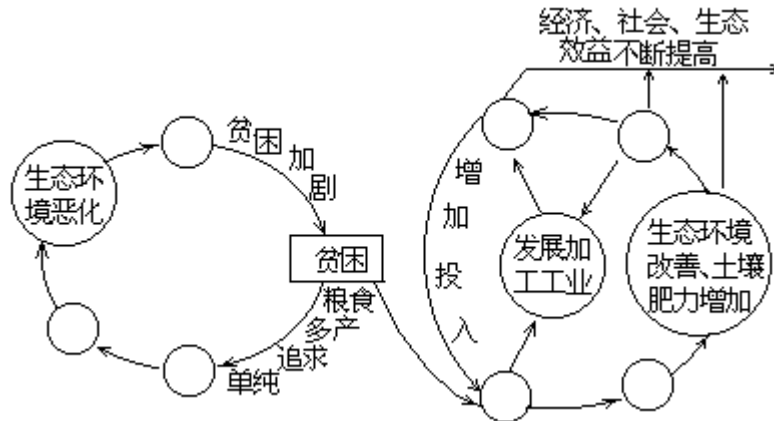 经济、社会、生态
效益不断提高
贫困加剧
生态环
境恶化
贫困
单纯追求多产粮食
增加投入
发展加
工工业
生态环境
改善、土壤
肥力增加